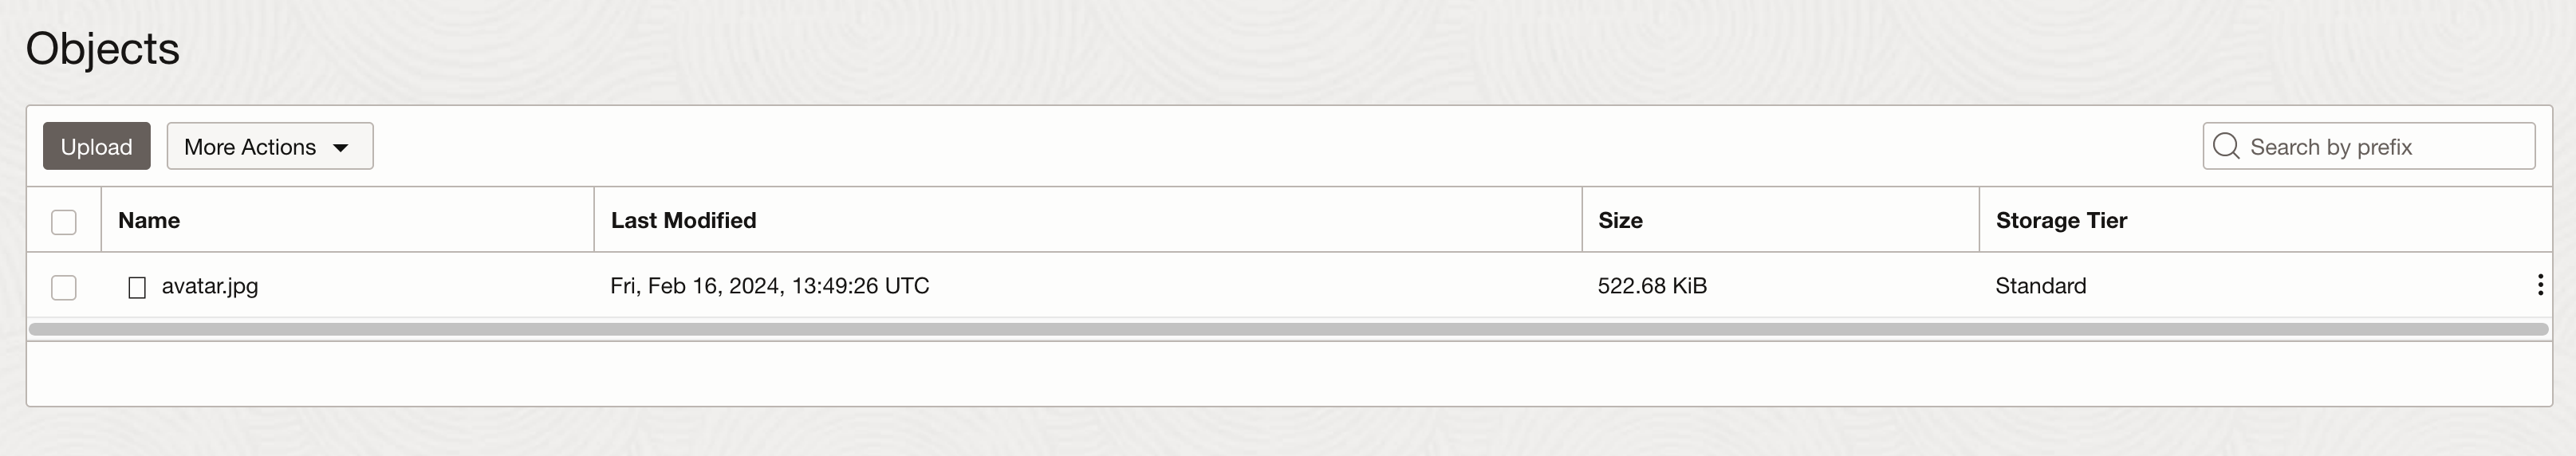 Objects
Upload
More Actions
Search by prefix
Name
Last Modified
Size
Storage Tier
avatar.jpg
Fri, Feb 16, 2024, 13:49:26 UTC
522.68 KiB
Standard